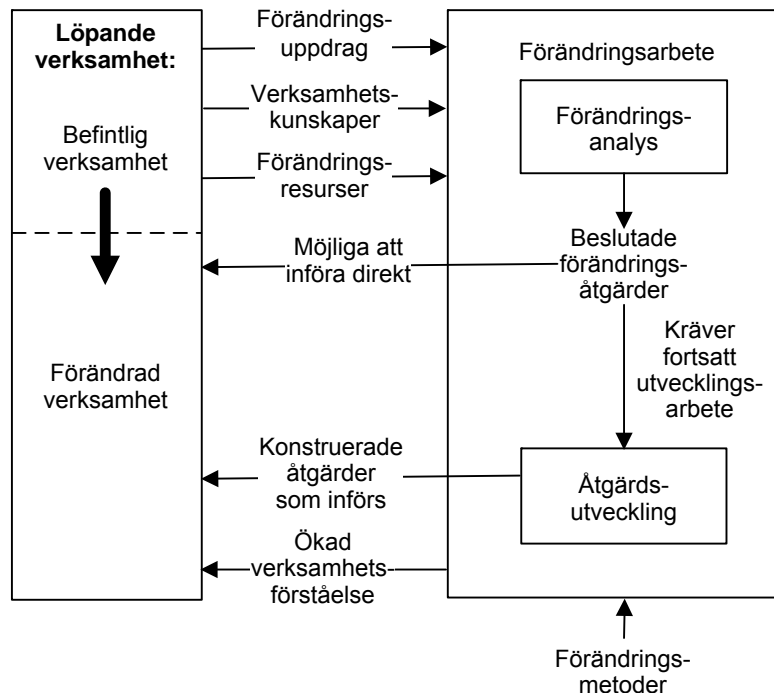 Löpande
verksamhet:
Befintlig
verksamhet
Förändrad
verksamhet
Förändrings-
uppdrag
Verksamhets-
kunskaper
Förändrings-
resurser
Möjliga att
införa direkt
Konstruerade
åtgärder
som införs
Ökad
verksamhets-
förståelse
Förändringsarbete
Förändrings-
analys
Beslutade
förändrings-
åtgärder
Kräver
fortsatt
utvecklings-
arbete
Åtgärds-
utveckling
Förändrings-
metoder